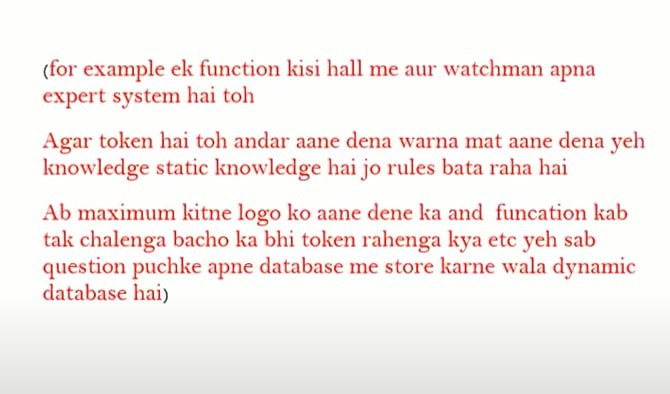 (for example ek function kisi hall me aur watchman apna
expert system hai toh
Agar token hai toh andar aane dena warna mat aane dena yeh
knowledge static knowledge hai jo rules bata raha hai
Ab maximum kitne logo ko aane dene ka and funcation kab
tak chalenga bacho ka bhi token rahenga kya etc yeh sab
question puchke apne database me store karne wala dynamic
database hai)